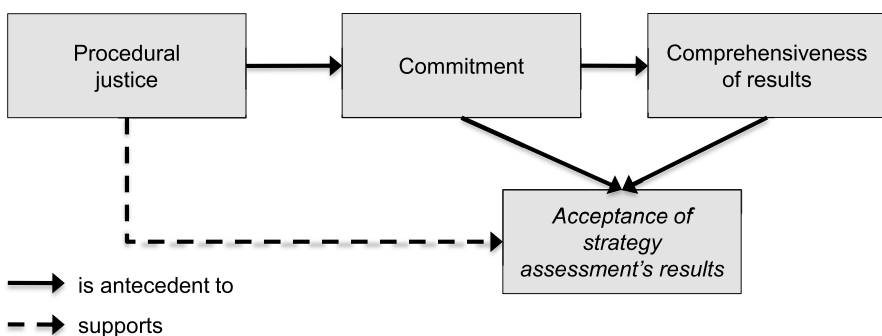 Procedural
justice
Commitment
Comprehensiveness
of results
Acceptance of
strategy
assessment's results
is antecedent to
supports